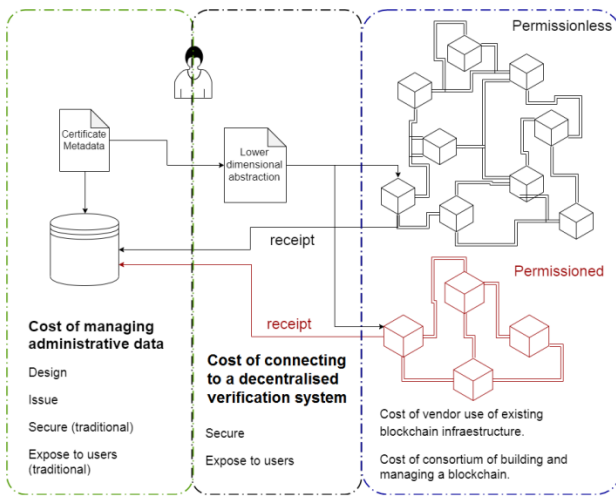 Permissionless
Certificate
Metadata
Lower
dimensional
abstraction
receipt
Permissioned
receipt
Cost of managing
administrative data
Design
Issue
Secure (traditional)
Expose to users
(traditional)
Cost of connecting
to a decentralised
verification system
Secure
Expose to users
Cost of vendor use of existing
blockchain infraestructure.
Cost of consortium of building and
managing a blockchain.